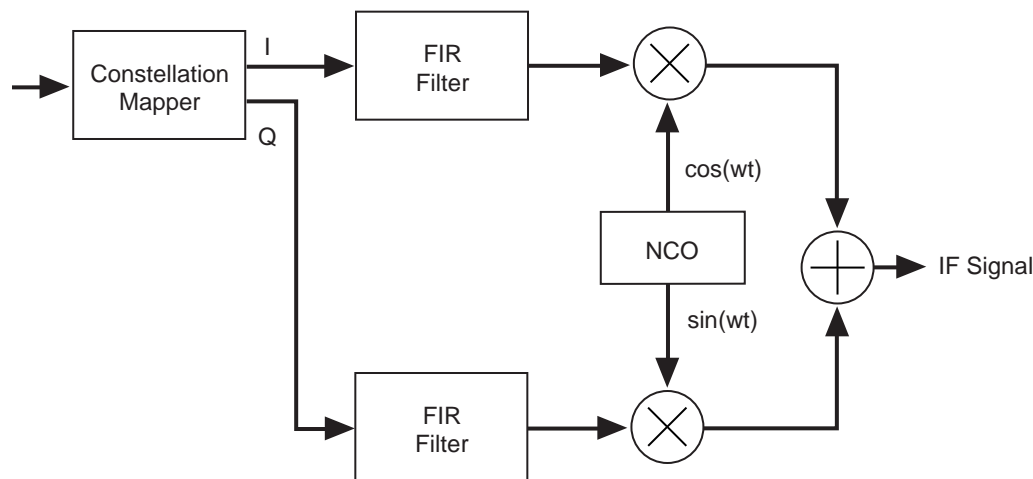 I
Constellation
Mapper
Q
FIR
Filter
cos(wt)
NCO
sin(wt)
IF Signal
FIR
Filter